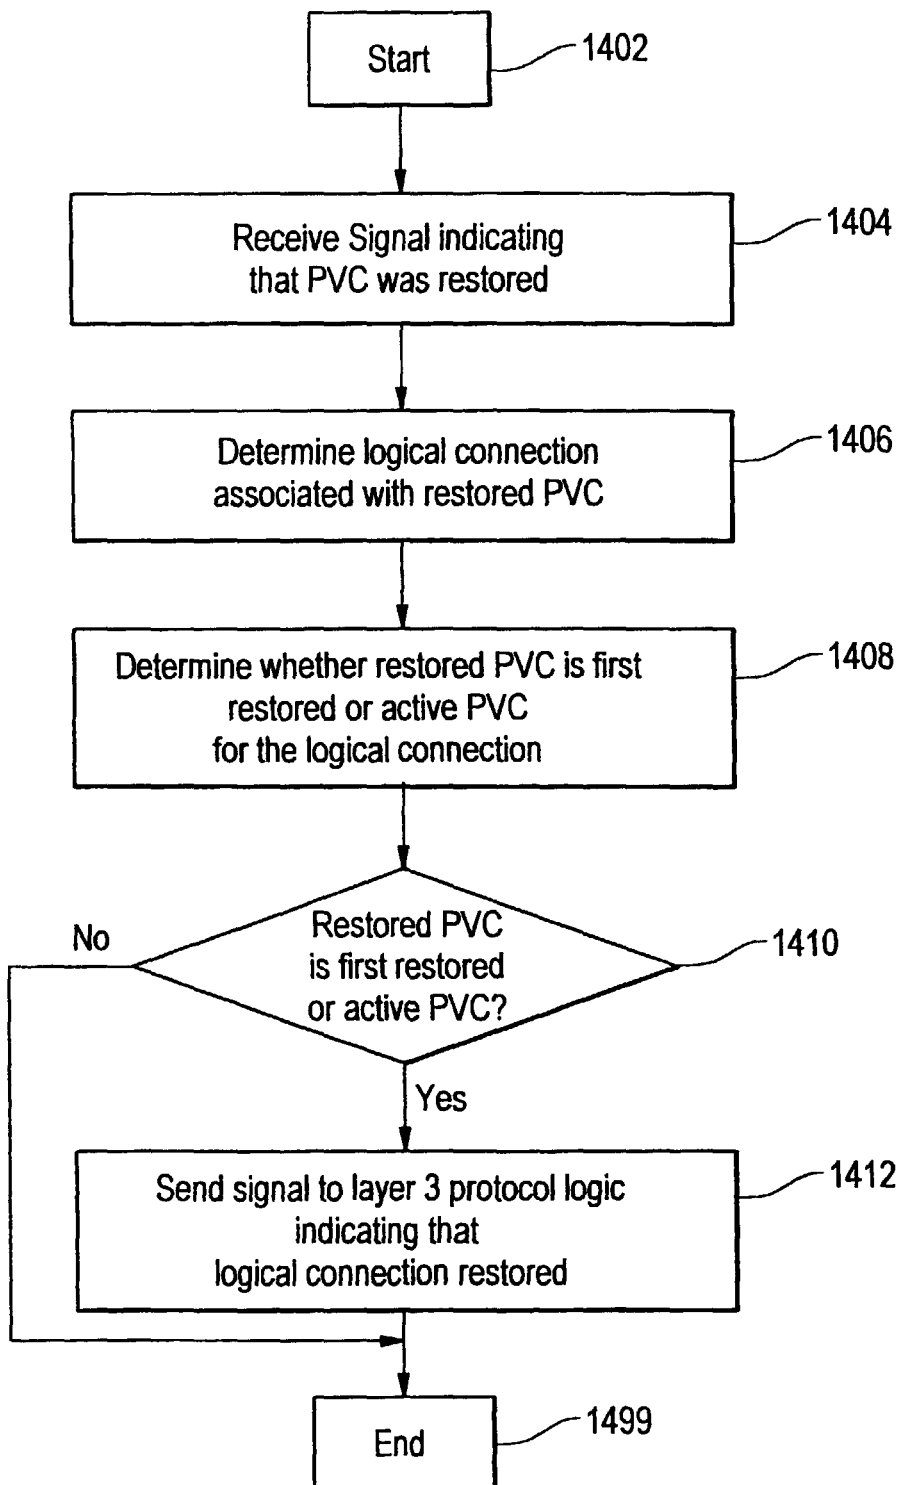 Start
1402
Receive Signal indicating
that PVC was restored
1404
Determine logical connection
associated with restored PVC
1406
Determine whether restored PVC is first
restored or active PVC
for the logical connection
1408
Restored PVC
is first restored
or active PVC?
1410
No
Yes
Send signal to layer 3 protocol logic
indicating that
logical connection restored
1412
End
1499